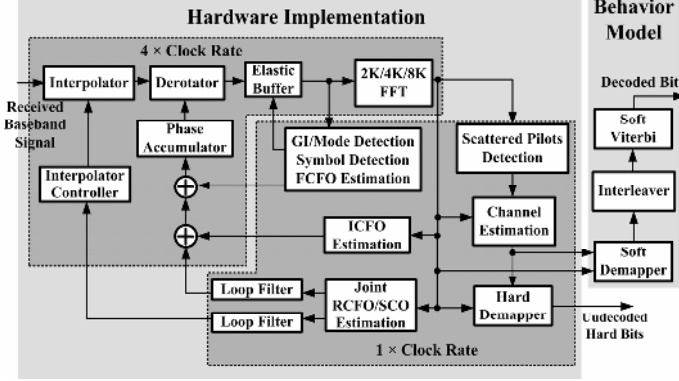 Hardware Implementation
Behavior
Model
4 × Clock Rate
Interpolator
Derotator
Elastic
Buffer
2K/4K/8K
FFT
Decoded Bit
Received
Baseband
Signal
Phase
Accumulator
GI/Mode Detection
Symbol Detection
FCFO Estimation
Scattered Pilots
Detection
Soft
Viterbi
Interpolator
Controller
Interleaver
Channel
Estimation
ICFO
Estimation
Soft
Demapper
Loop Filter
Loop Filter
Joint
RCFO/SCO
Estimation
Hard
Demapper
Undecoded
Hard Bits
1 × Clock Rate